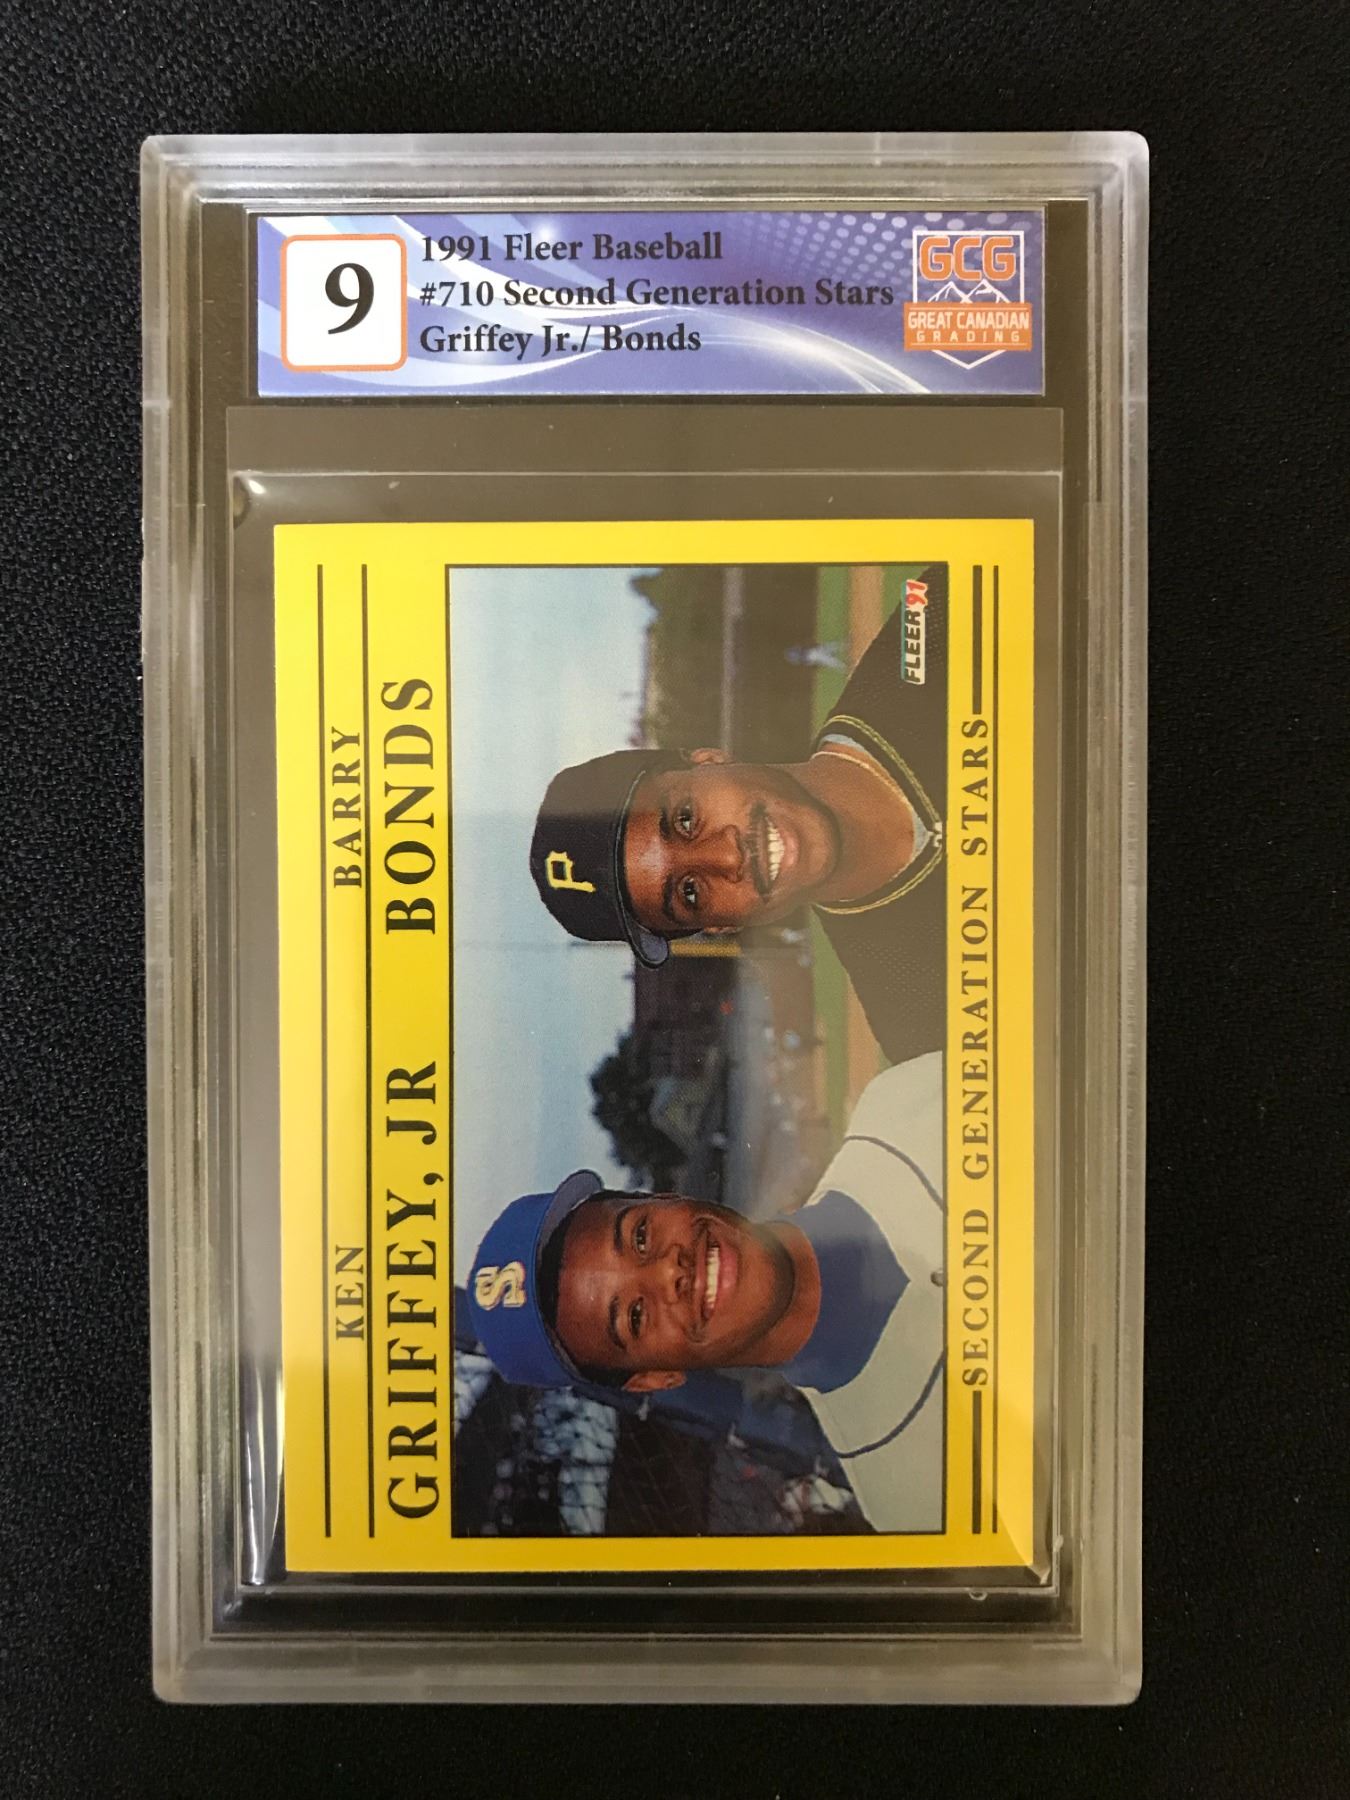 9
1991 Fleer Baseball
#710 Second Generation Stars
Griffey Jr./ Bonds
GCG
GREAT CANADIAN
GRADING
KEN BARRY
GRIFFEY, JR BONDS
P
S
FLEER '91
SECOND GENERATION STARS